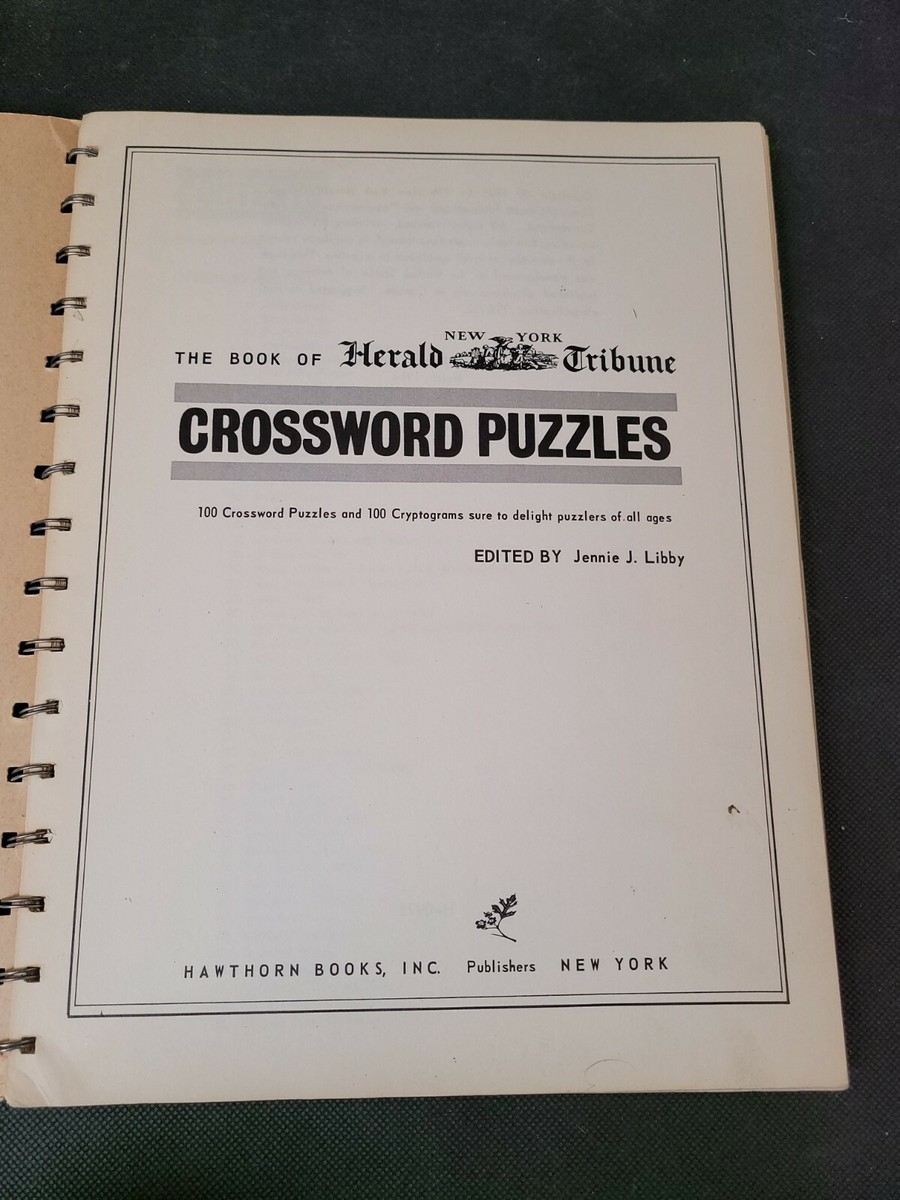 THE BOOK OF Herald NEW YORK Tribune
CROSSWORD PUZZLES
100 Crossword Puzzles and 100 Cryptograms sure to delight puzzlers of all ages
EDITED BY Jennie J. Libby
HAWTHORN BOOKS, INC. Publishers NEW YORK